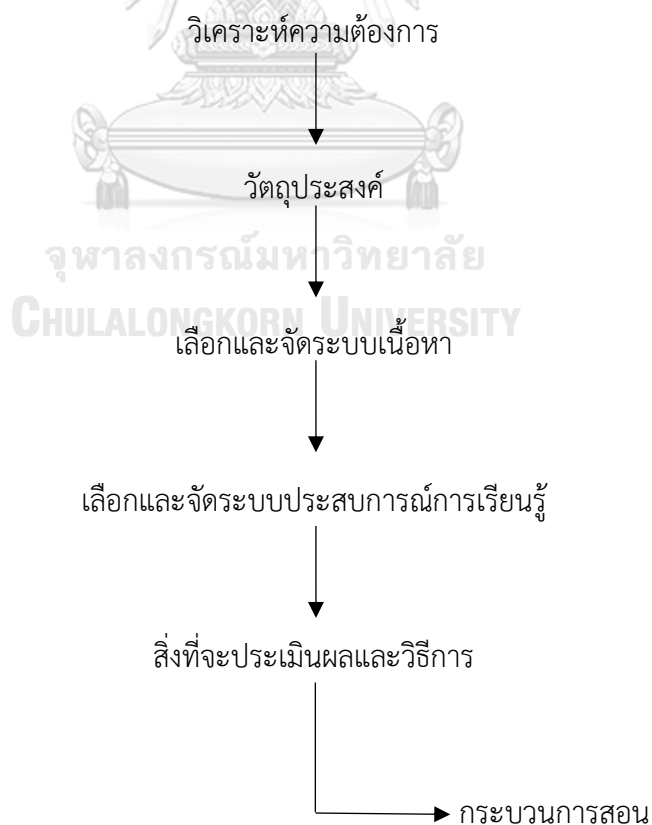 วิเคราะห์ความต้องการ
วัตถุประสงค์
จุฬาลงกรณ์มหาวิทยาลัย
CHULALONGKORN UNIVERSITY
เลือกและจัดระบบเนื้อหา
เลือกและจัดระบบประสบการณ์การเรียนรู้
สิ่งที่จะประเมินผลและวิธีการ
กระบวนการสอน